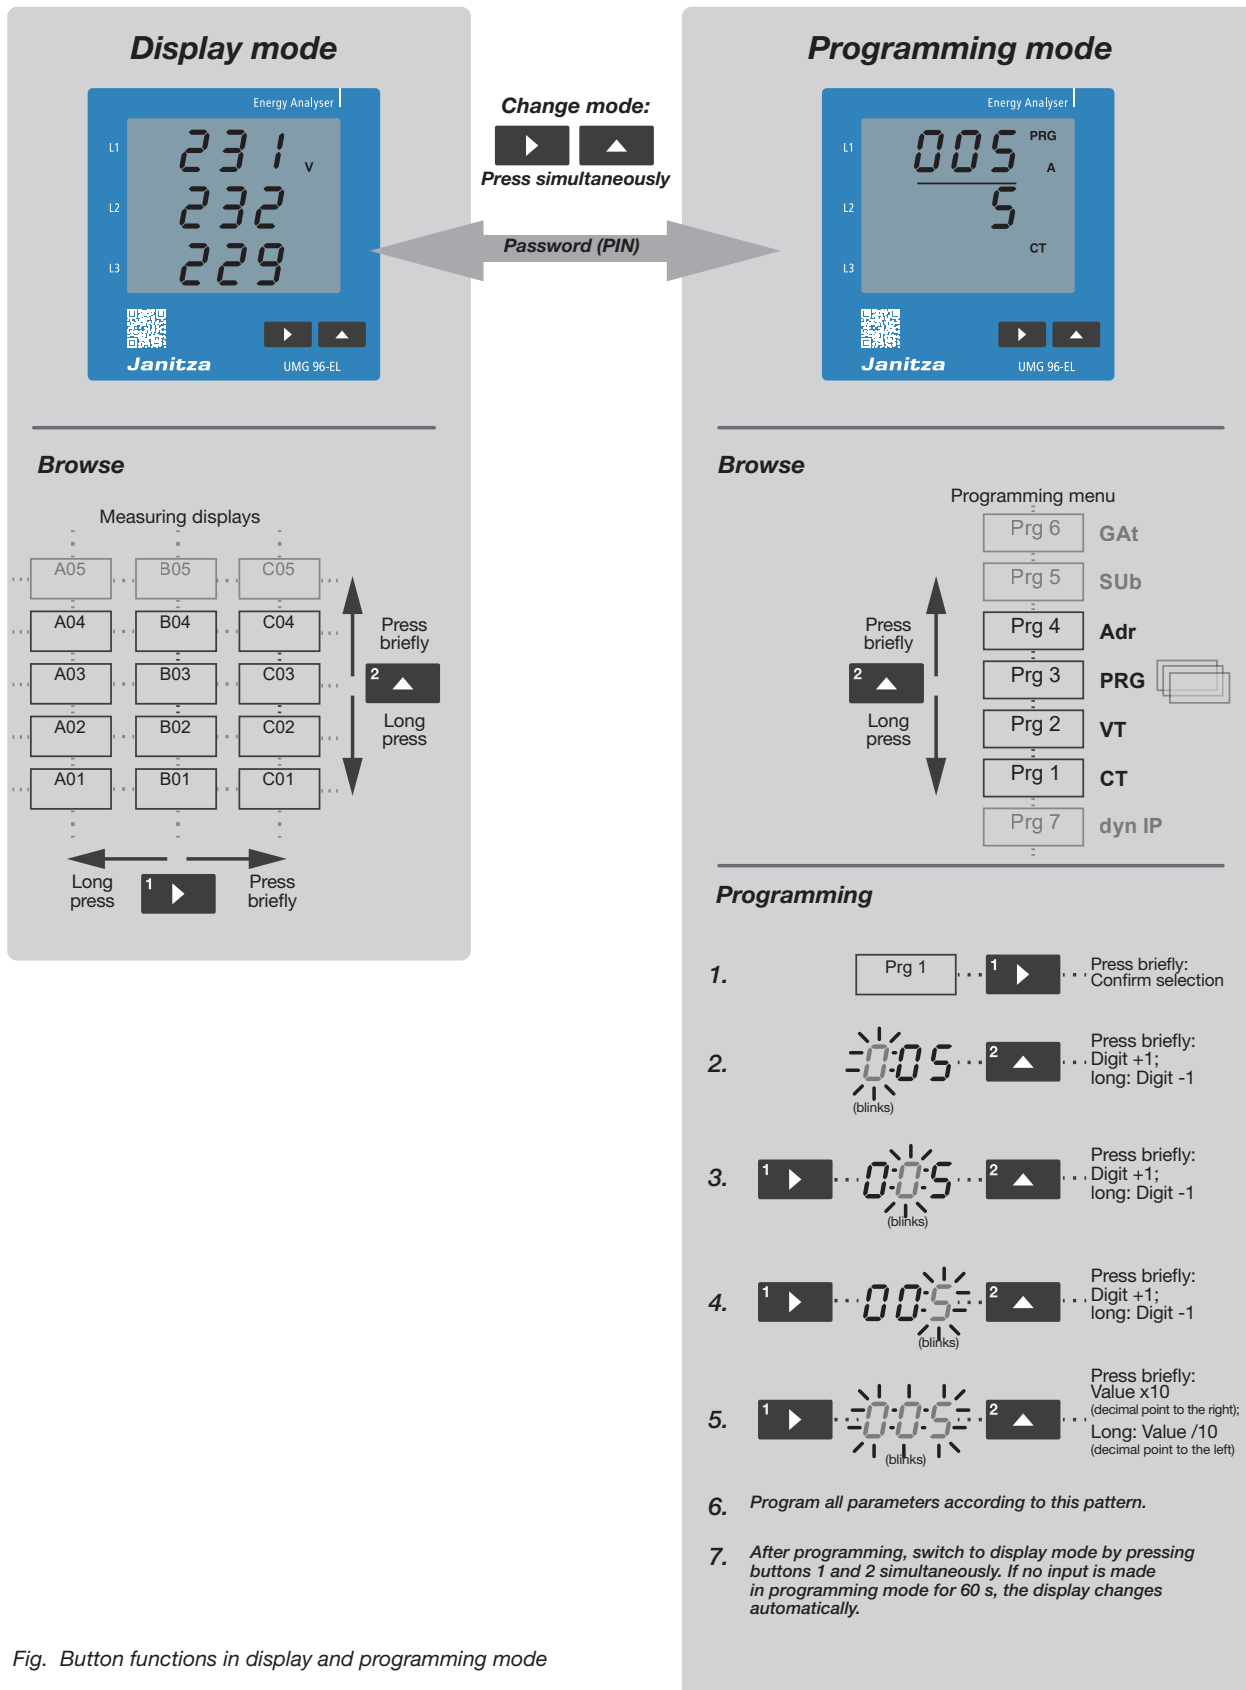 Display mode
Energy Analyser
L1
231
V
L2
232
L3
229
Janitza
UMG 96-EL
Change mode:
Press simultaneously
Password (PIN)
Programming mode
Energy Analyser
L1
005
PRG
A
L2
5
CT
L3
Janitza
UMG 96-EL
Browse
Measuring displays
A05 B05 C05
A04 B04 C04
A03 B03 C03
A02 B02 C02
A01 B01 C01
Press
briefly
2
Long
press
Long
press
1
Press
briefly
Browse
Programming menu
Prg 6 GAt
Prg 5 SUb
Prg 4 Adr
Prg 3 PRG
Prg 2 VT
Prg 1 CT
Prg 7 dyn IP
Press
briefly
2
Long
press
Programming
1. Prg 1 1 Press briefly:
Confirm selection
2. 005 2 Press briefly:
Digit +1;
long: Digit -1
(blinks)
3. 1 005 2 Press briefly:
Digit +1;
long: Digit -1
(blinks)
4. 1 005 2 Press briefly:
Digit +1;
long: Digit -1
(blinks)
5. 1 005 2 Press briefly:
Value x10
(decimal point to the right);
Long: Value /10
(decimal point to the left)
(blinks)
6. Program all parameters according to this pattern.
7. After programming, switch to display mode by pressing
buttons 1 and 2 simultaneously. If no input is made
in programming mode for 60 s, the display changes
automatically.
Fig. Button functions in display and programming mode